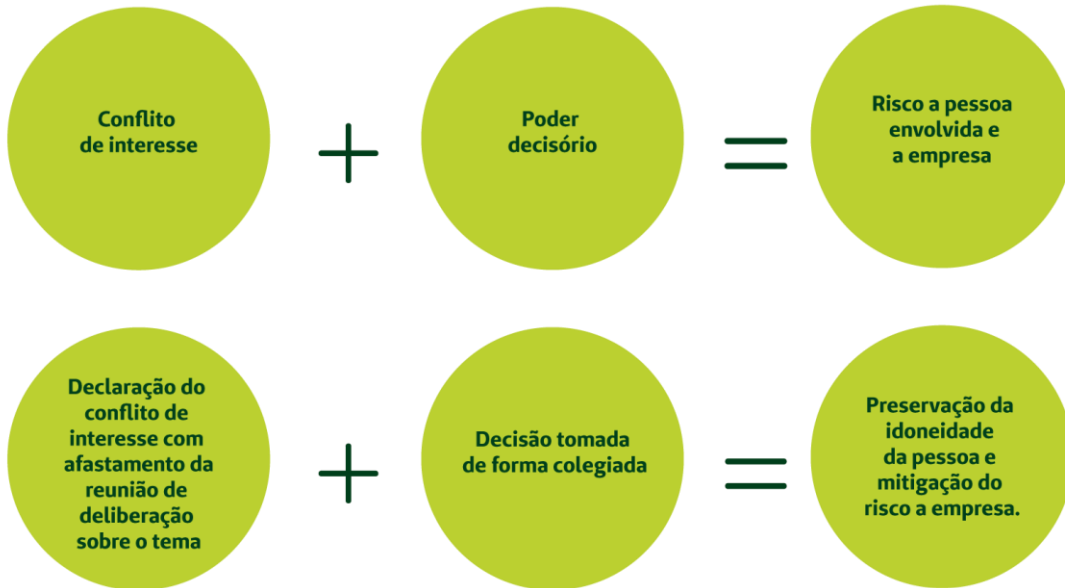 Conflito
de interesse
+
Poder
decisório
=
Risco a pessoa
envolvida e
a empresa
Declaração do
conflito de
interesse com
afastamento da
reunião de
deliberação
sobre o tema
+
Decisão tomada
de forma colegiada
=
Preservação da
idoneidade
da pessoa e
mitigação do
risco a empresa.